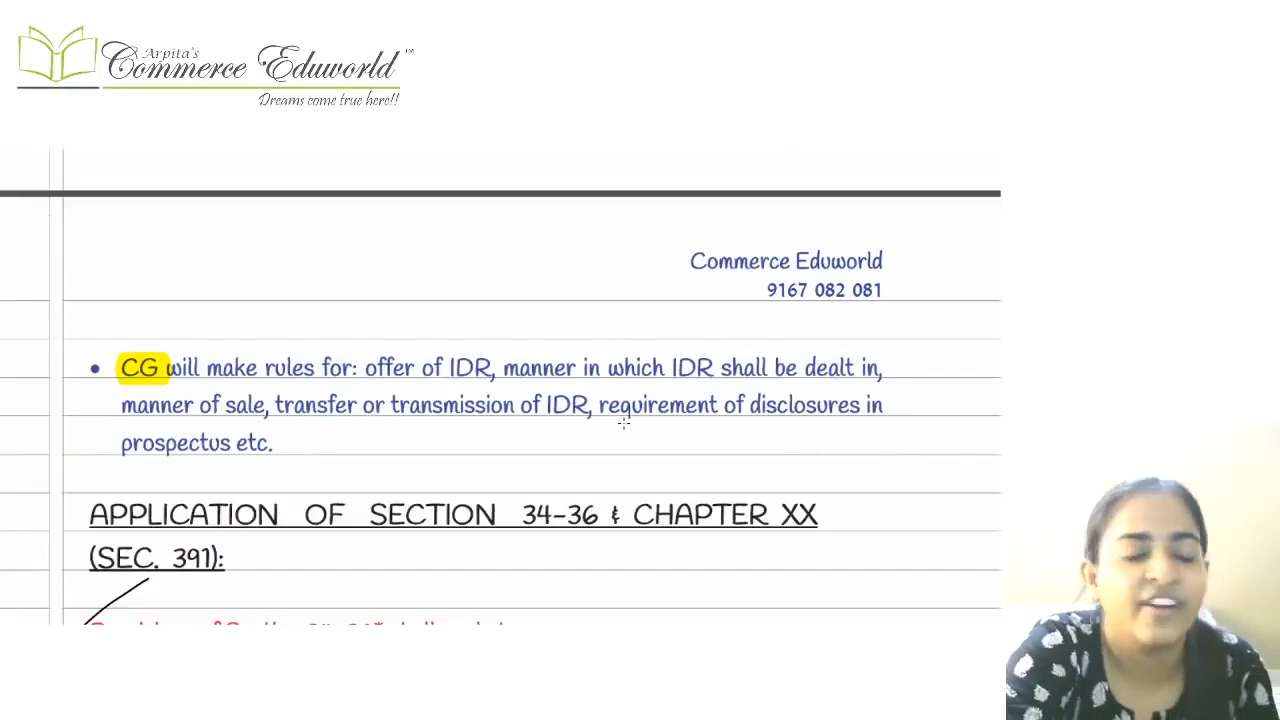 Arpita's
Commerce Eduworld™
Dreams come true here!!
Commerce Eduworld
9167 082 081
• CG will make rules for: offer of IDR, manner in which IDR shall be dealt in,
manner of sale, transfer or transmission of IDR, requirement of disclosures in
prospectus etc.
APPLICATION OF SECTION 34-36 & CHAPTER XX
(SEC. 391):